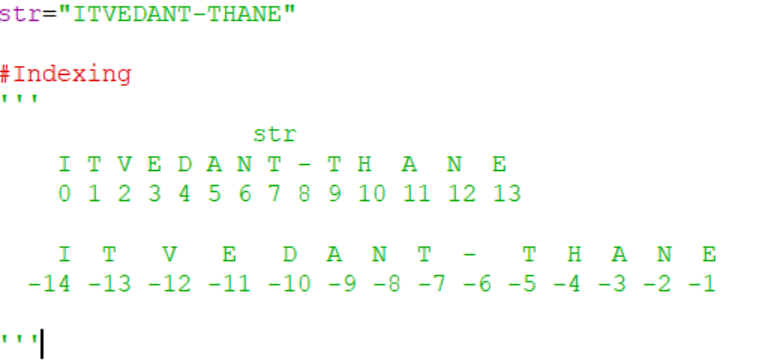 str="ITVEDANT-THANE"
#Indexing
'''
str
I T V E D A N T - T H A N E
0 1 2 3 4 5 6 7 8 9 10 11 12 13
I T V E D A N T - T H A N E
-14 -13 -12 -11 -10 -9 -8 -7 -6 -5 -4 -3 -2 -1
'''